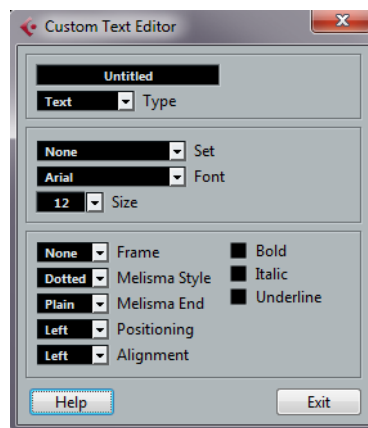 Custom Text Editor
Untitled
Text Type
None Set
Arial Font
12 Size
None Frame Bold
Dotted Melisma Style Italic
Plain Melisma End Underline
Left Positioning
Left Alignment
Help Exit